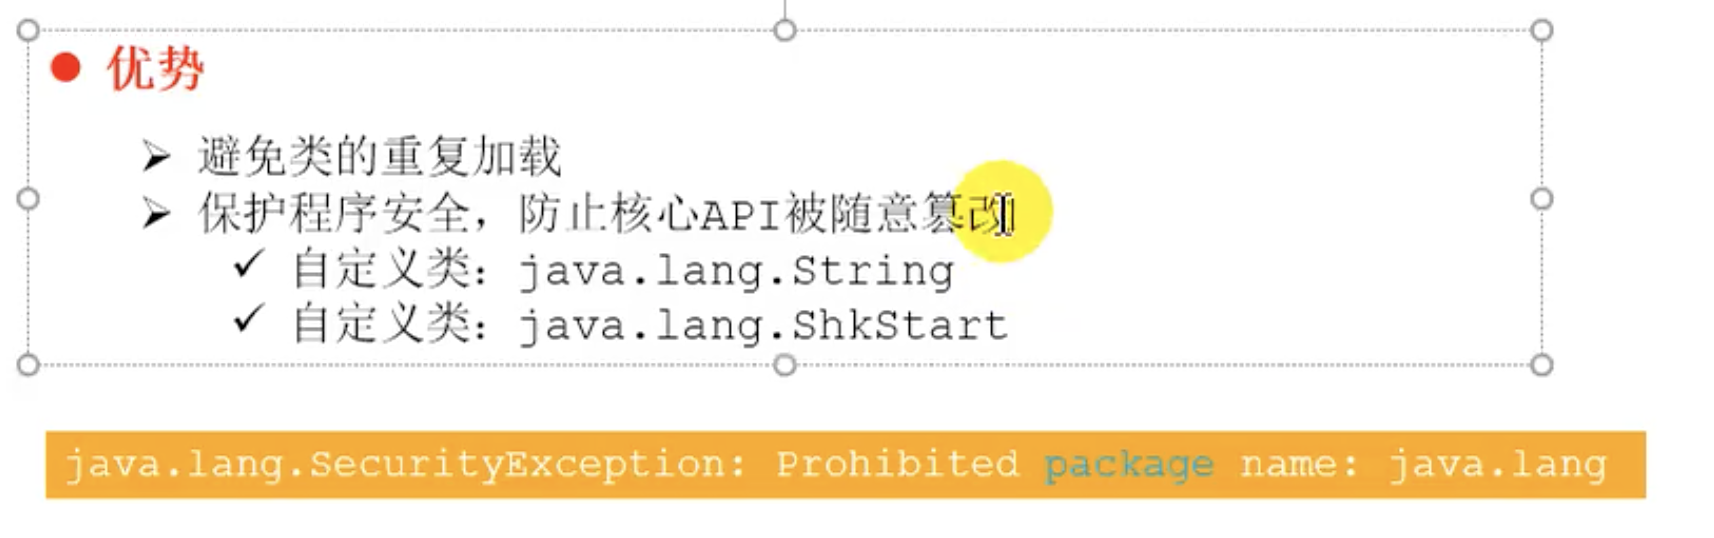 优势
避免类的重复加载
保护程序安全，防止核心API被随意篡改
自定义类：java.lang.String
自定义类：java.lang.ShkStart
java.lang.SecurityException: Prohibited package name: java.lang